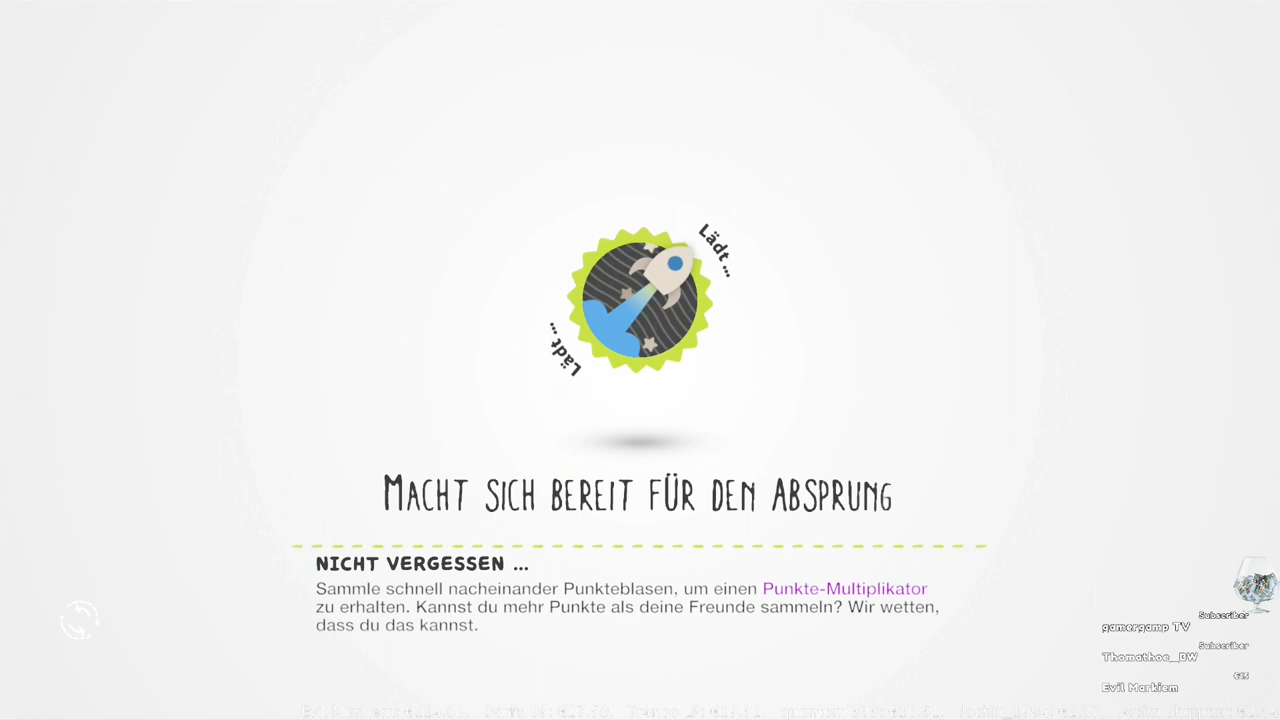 Lädt ...
Lädt ...
Macht sich bereit für den Absprung
NICHT VERGESSEN ...
Sammle schnell nacheinander Punkteblasen, um einen Punkte-Multiplikator
zu erhalten. Kannst du mehr Punkte als deine Freunde sammeln? Wir wetten,
dass du das kannst.
Subscriber
gamergamp TV
Subscriber
Thomathoe_DW
€15
Evil Markiem